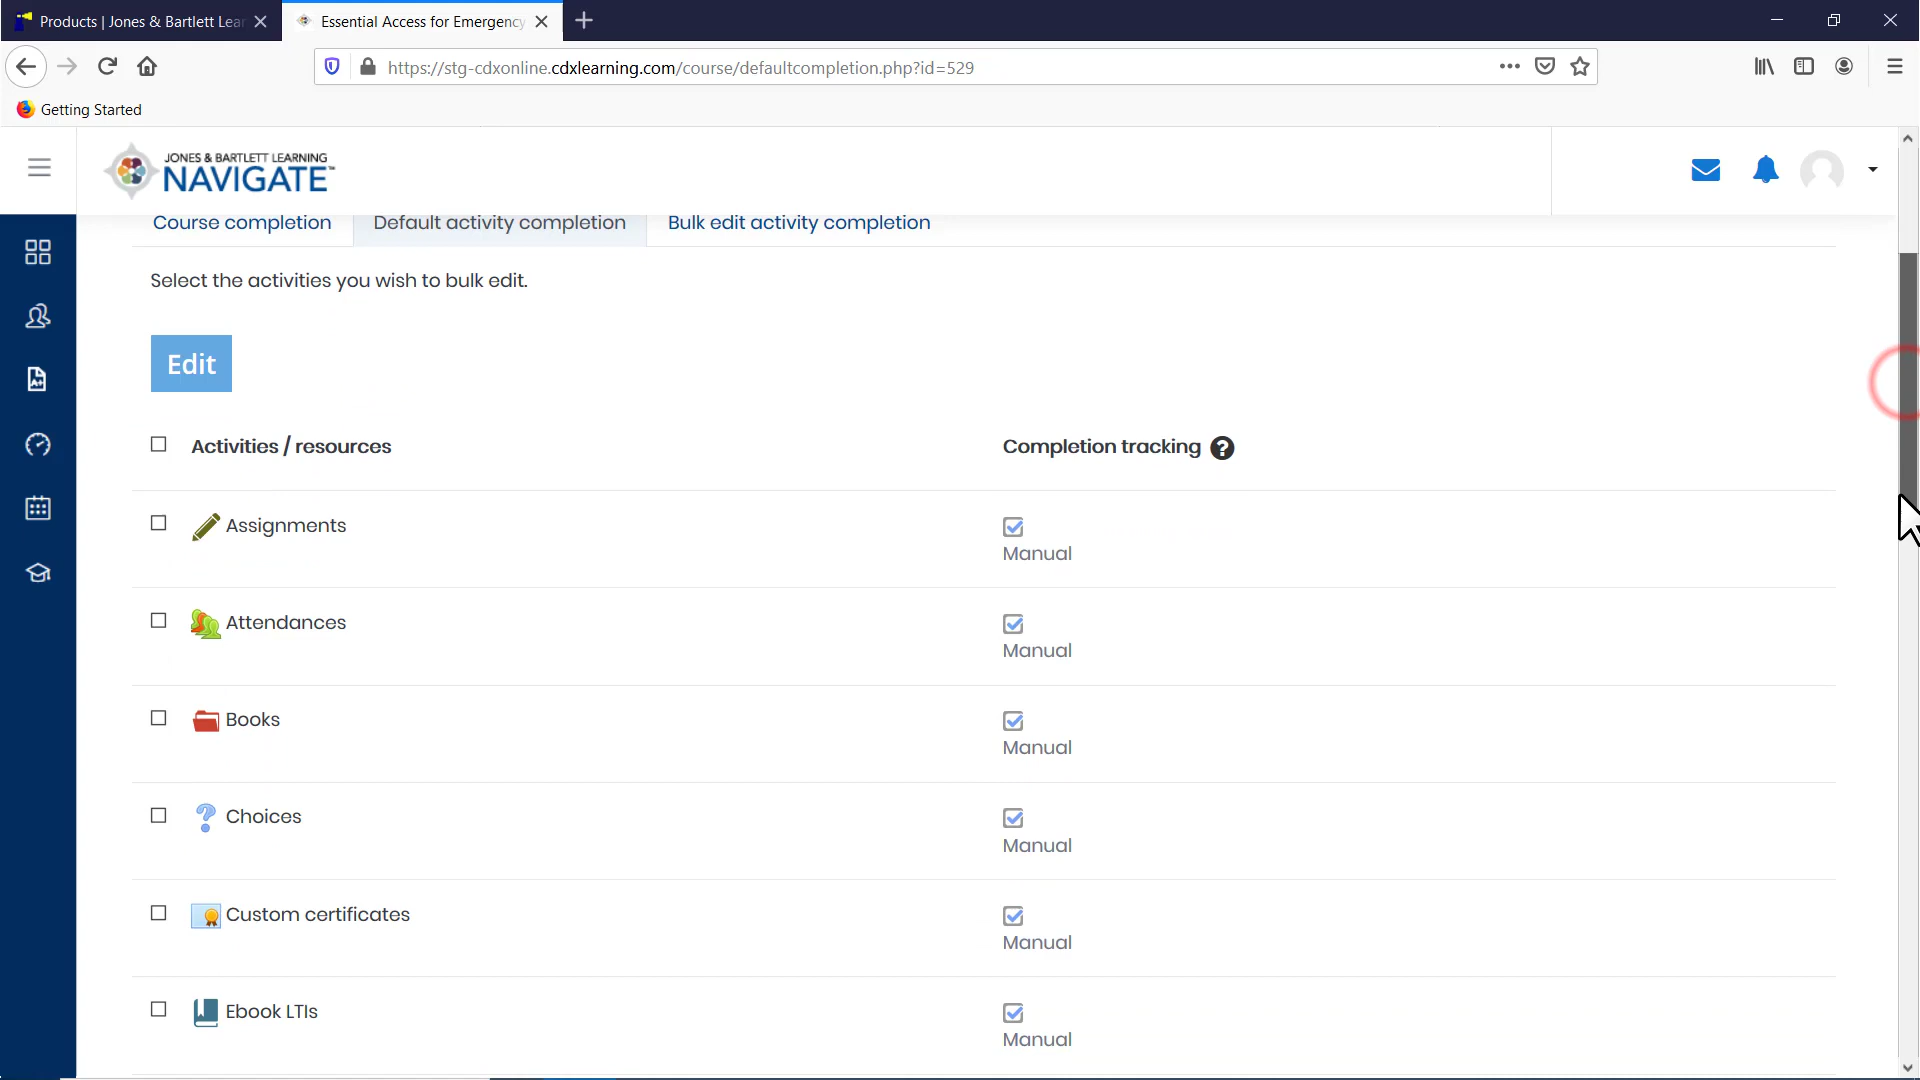 Products | Jones & Bartlett Lear
Essential Access for Emergency
https://stg-cdxonline.cdxlearning.com/course/defaultcompletion.php?id=529
Getting Started
JONES & BARTLETT LEARNING
NAVIGATE™
Course completion
Default activity completion
Bulk edit activity completion
Select the activities you wish to bulk edit.
Edit
Activities / resources
Completion tracking ?
Assignments
Manual
Attendances
Manual
Books
Manual
Choices
Manual
Custom certificates
Manual
Ebook LTIs
Manual